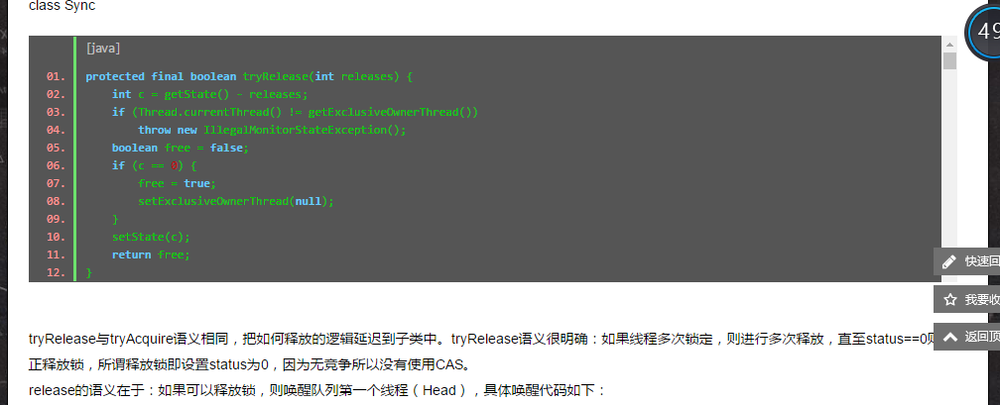 class Sync
49
[java]
01. protected final boolean tryRelease(int releases) {
02. int c = getState() - releases;
03. if (Thread.currentThread() != getExclusiveOwnerThread())
04. throw new IllegalMonitorStateException();
05. boolean free = false;
06. if (c == 0) {
07. free = true;
08. setExclusiveOwnerThread(null);
09. }
10. setState(c);
11. return free;
12. }
快速回
我要收
返回顶
tryRelease与tryAcquire语义相同，把如何释放的逻辑延迟到子类中。tryRelease语义很明确：如果线程多次锁定，则进行多次释放，直至status==0则
正释放锁，所谓释放锁即设置status为0，因为无竞争所以没有使用CAS。
release的语义在于：如果可以释放锁，则唤醒队列第一个线程（Head），具体唤醒代码如下：